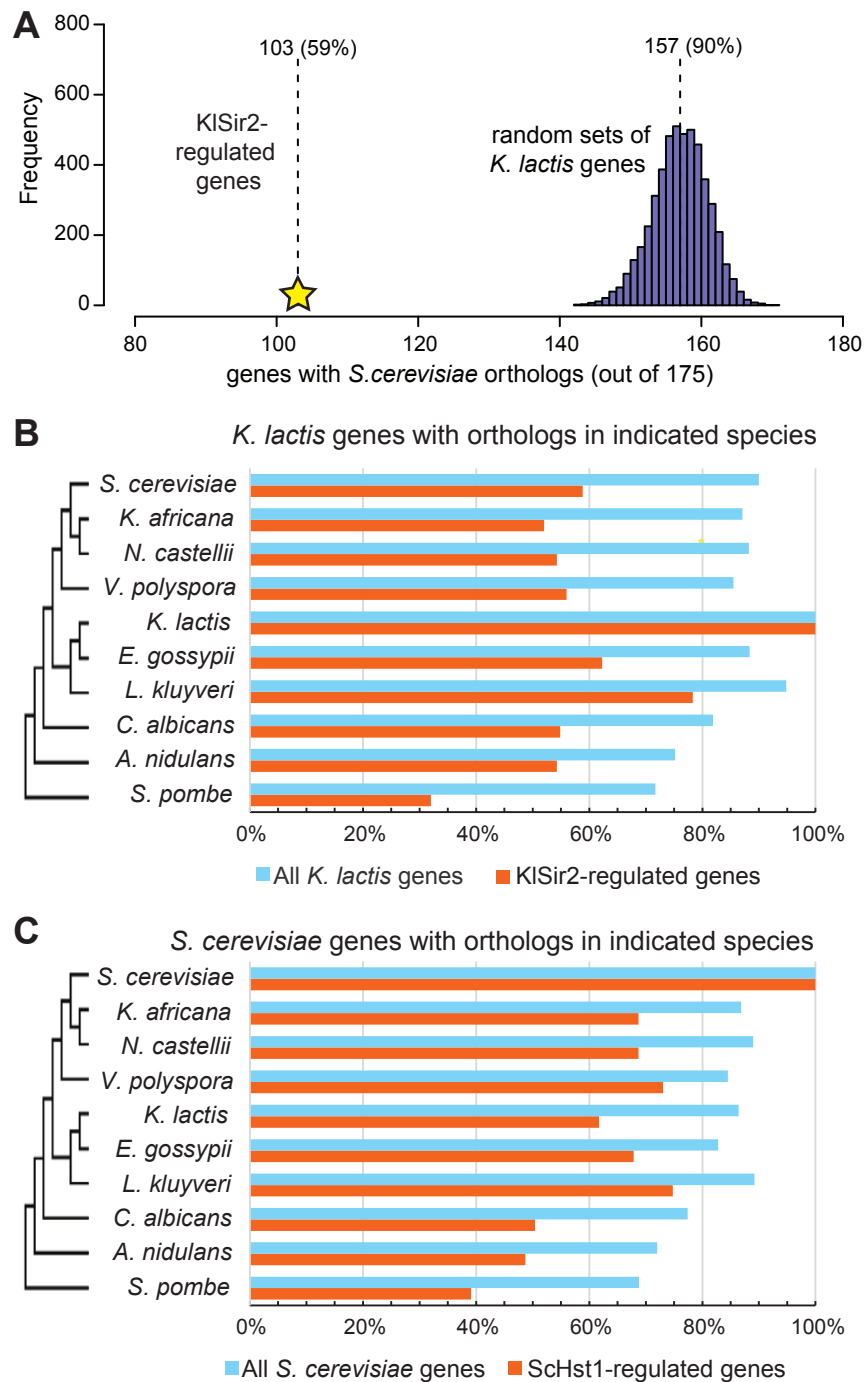 A
800
600
400
200
0
Frequency
103 (59%)
157 (90%)
KlSir2-
regulated
genes
random sets of
K. lactis genes
80
100
120
140
160
180
genes with S.cerevisiae orthologs (out of 175)
B
K. lactis genes with orthologs in indicated species
S. cerevisiae
K. africana
N. castellii
V. polyspora
K. lactis
E. gossypii
L. kluyveri
C. albicans
A. nidulans
S. pombe
0%
20%
40%
60%
80%
100%
All K. lactis genes
KlSir2-regulated genes
C
S. cerevisiae genes with orthologs in indicated species
S. cerevisiae
K. africana
N. castellii
V. polyspora
K. lactis
E. gossypii
L. kluyveri
C. albicans
A. nidulans
S. pombe
0%
20%
40%
60%
80%
100%
All S. cerevisiae genes
ScHst1-regulated genes